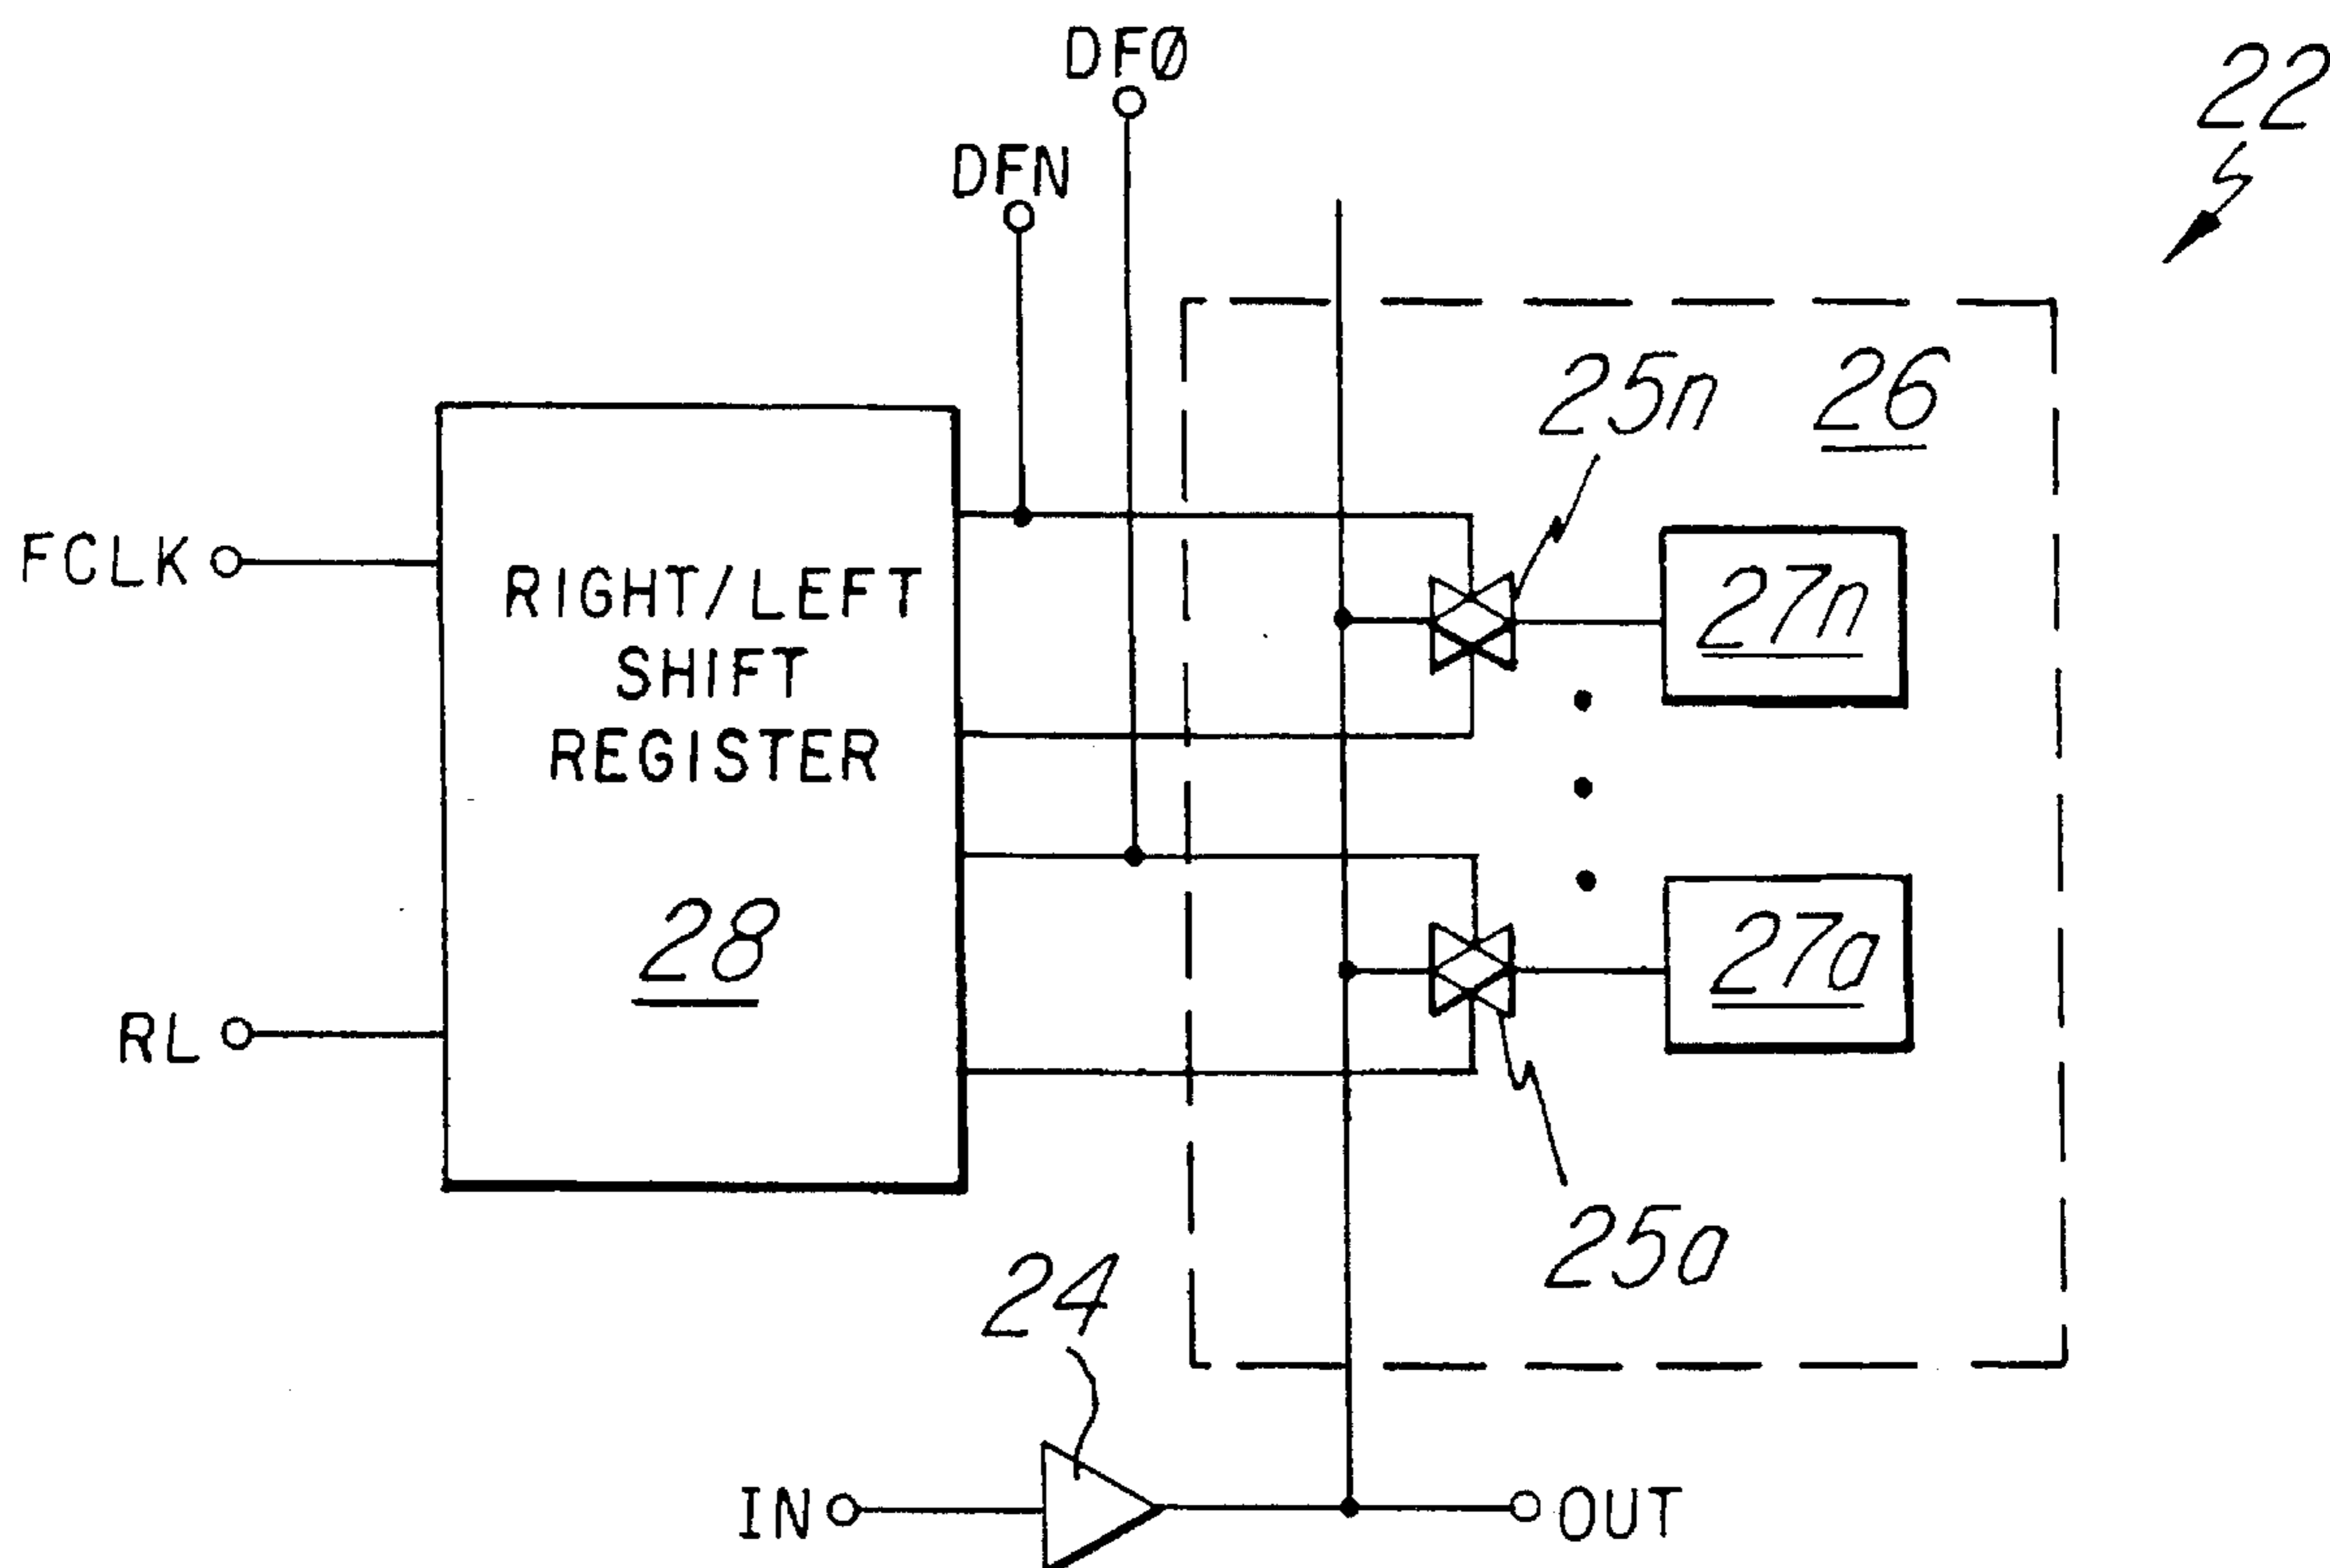 DFØ
22
DFN
25n
26
FCLK
RIGHT/LEFT
SHIFT
REGISTER
27n
28
27a
RL
25a
24
IN
OUT